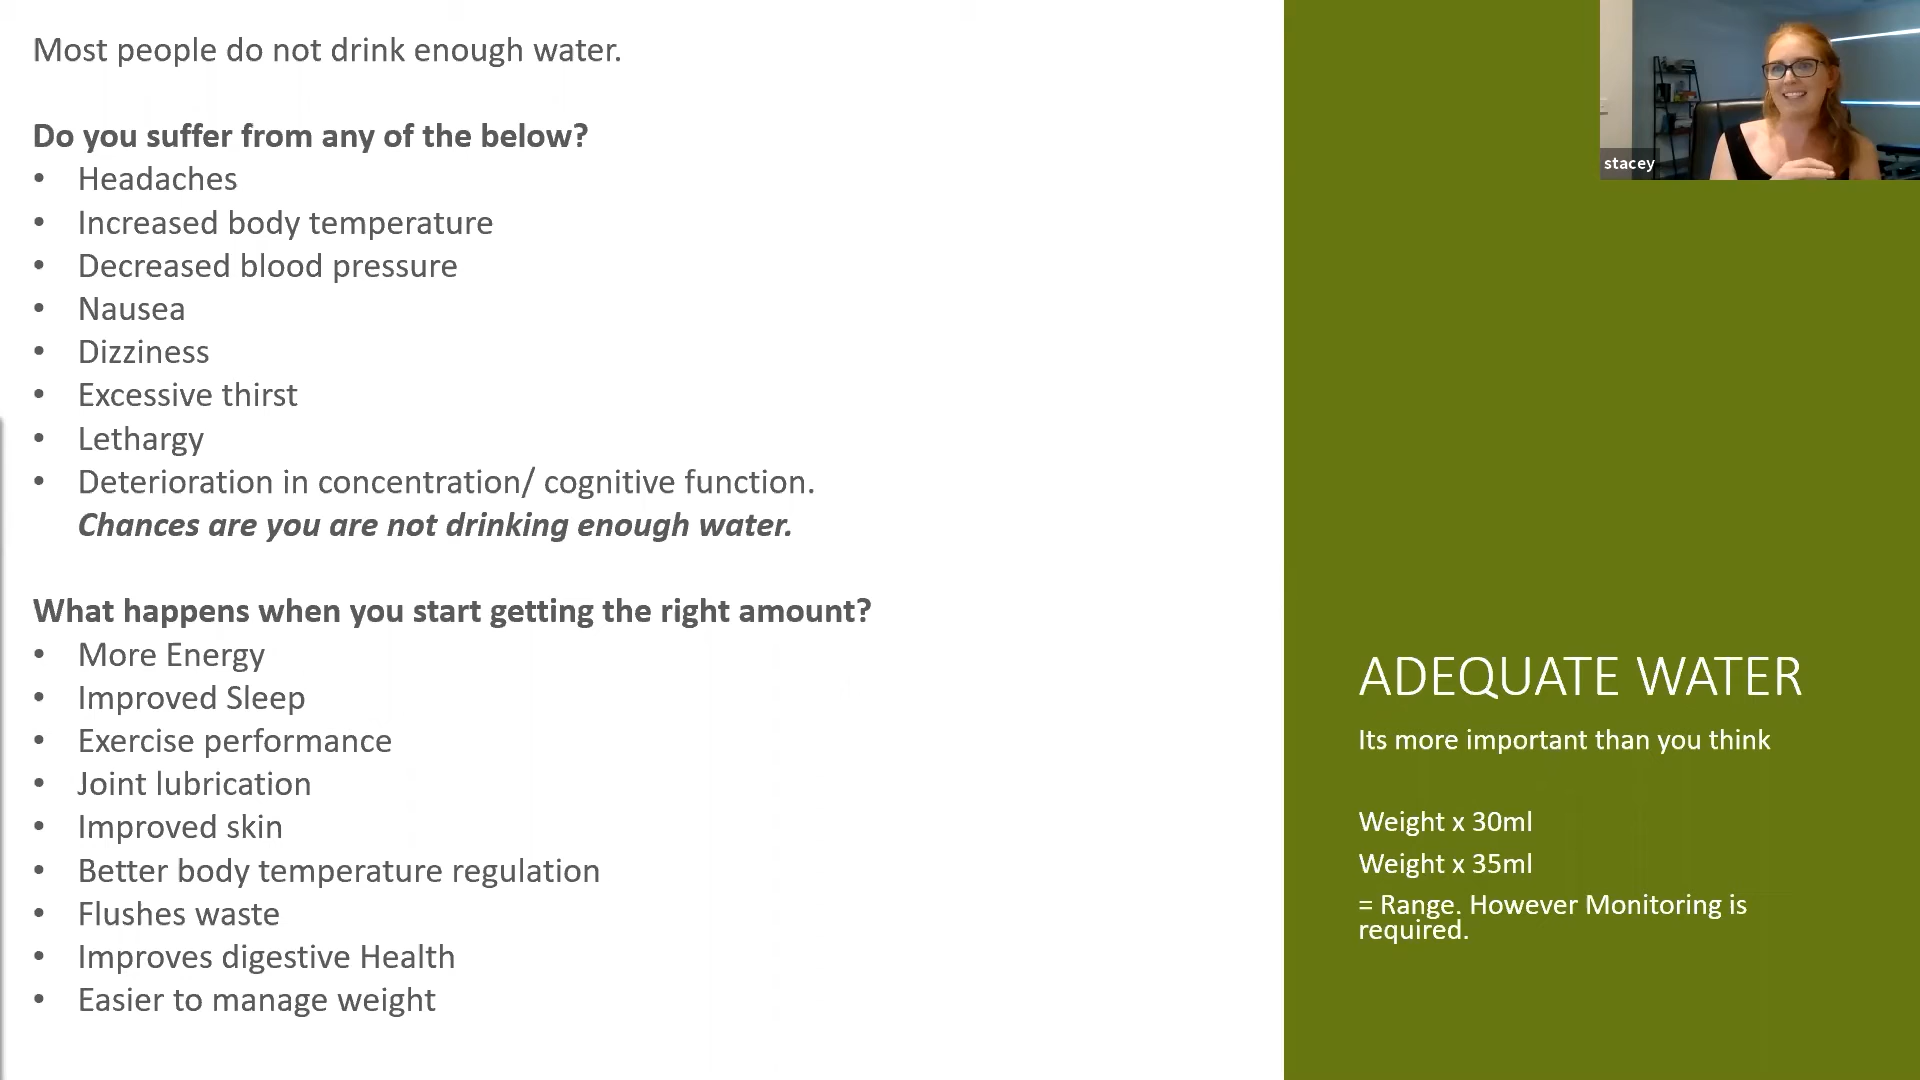 Most people do not drink enough water.
Do you suffer from any of the below?
• Headaches
• Increased body temperature
• Decreased blood pressure
• Nausea
• Dizziness
• Excessive thirst
• Lethargy
• Deterioration in concentration/ cognitive function.
Chances are you are not drinking enough water.
What happens when you start getting the right amount?
• More Energy
• Improved Sleep
• Exercise performance
• Joint lubrication
• Improved skin
• Better body temperature regulation
• Flushes waste
• Improves digestive Health
• Easier to manage weight
stacey
ADEQUATE WATER
Its more important than you think
Weight x 30ml
Weight x 35ml
= Range. However Monitoring is
required.